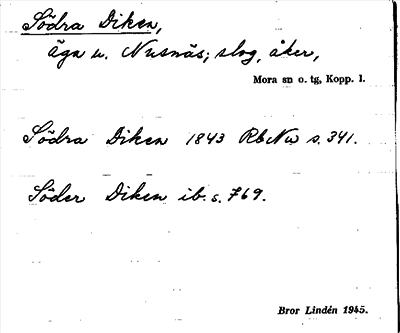 Södra Diken,
äga u. Nusnäs; slog, åker,
Mora sn o. tg, Kopp. l.
Södra Diken 1843 RbNw s. 341.
Söder Diken ib. s. 769.
Bror Lindén 1945.